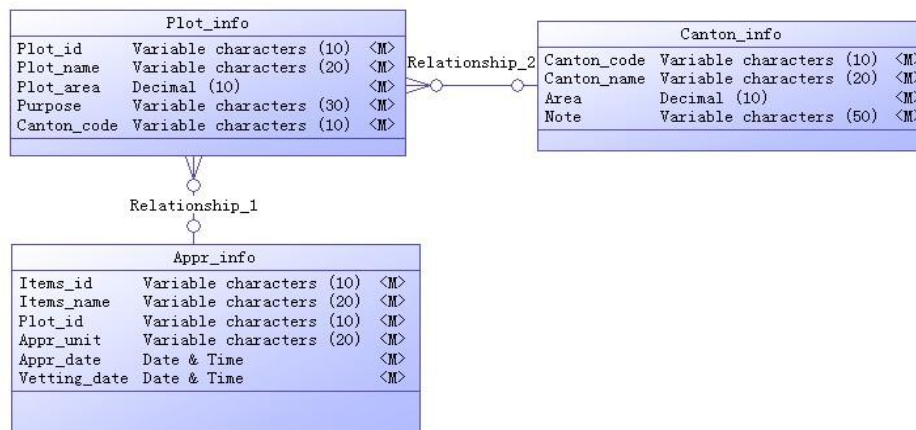 Plot_info
Plot_id Variable characters (10) <M>
Plot_name Variable characters (20) <M>
Plot_area Decimal (10) <M>
Purpose Variable characters (30) <M>
Canton_code Variable characters (10) <M>
Relationship_2
Canton_info
Canton_code Variable characters (10) <M>
Canton_name Variable characters (20) <M>
Area Decimal (10) <M>
Note Variable characters (50) <M>
Relationship_1
Appr_info
Items_id Variable characters (10) <M>
Items_name Variable characters (20) <M>
Plot_id Variable characters (10) <M>
Appr_unit Variable characters (20) <M>
Appr_date Date & Time <M>
Vetting_date Date & Time <M>